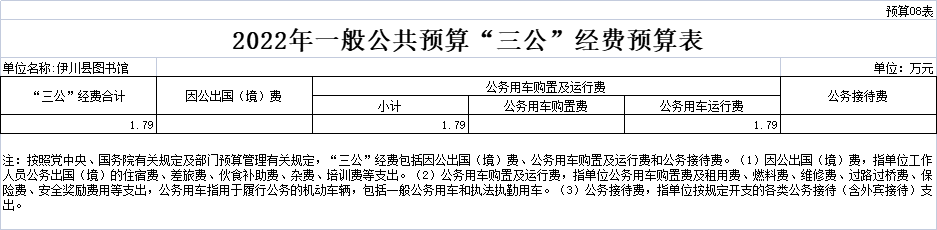 预算08表
2022年一般公共预算“三公”经费预算表
单位名称:伊川县图书馆 单位：万元
“三公”经费合计 因公出国（境）费 公务用车购置及运行费 公务接待费
小计 公务用车购置费 公务用车运行费
1.79 1.79 1.79
注：按照党中央、国务院有关规定及部门预算管理有关规定，“三公”经费包括因公出国（境）费、公务用车购置及运行费和公务接待费。（1）因公出国（境）费，指单位工作
人员公务出国（境）的住宿费、差旅费、伙食补助费、杂费、培训费等支出。（2）公务用车购置及运行费，指单位公务用车购置费及租用费、燃料费、维修费、过路过桥费、保
险费、安全奖励费用等支出，公务用车指用于履行公务的机动车辆，包括一般公务用车和执法执勤用车。（3）公务接待费，指单位按规定开支的各类公务接待（含外宾接待）支
出。